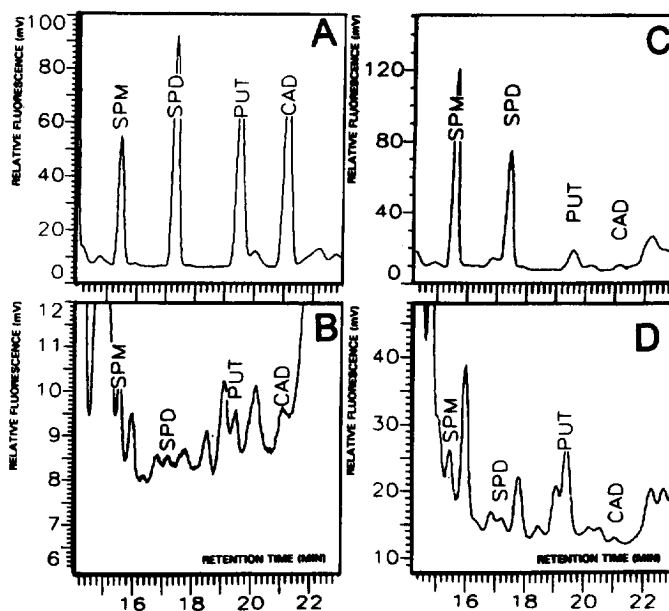 A
RELATIVE FLUORESCENCE (mV)
100
80
60
40
20
0
SPM
SPD
PUT
CAD
C
RELATIVE FLUORESCENCE (mV)
120
80
40
0
SPM
SPD
PUT
CAD
B
RELATIVE FLUORESCENCE (mV)
12
11
10
9
8
7
6
SPM
SPD
PUT
CAD
RETENTION TIME (MIN)
16
18
20
22
D
RELATIVE FLUORESCENCE (mV)
40
30
20
10
SPM
SPD
PUT
CAD
RETENTION TIME (MIN)
16
18
20
22